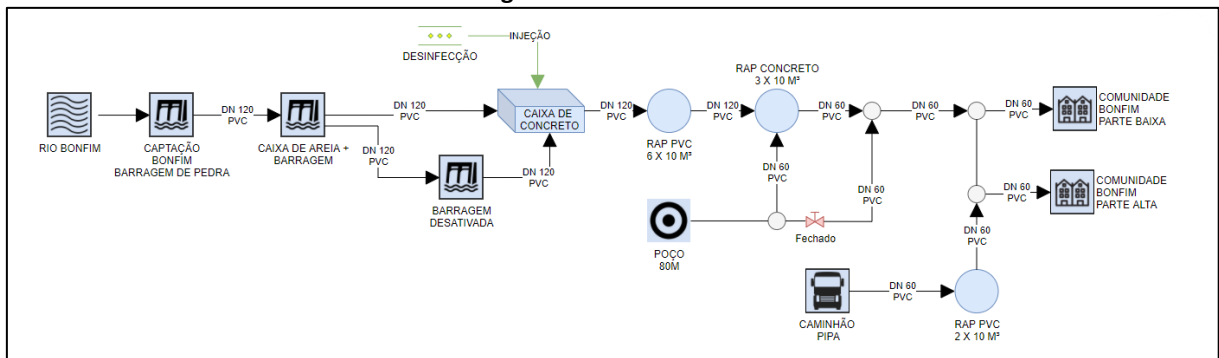 DESINFECÇÃO
INJEÇÃO
RIO BONFIM
DN 120
PVC
CAPTAÇÃO
BONFIM
BARRAGEM DE PEDRA
DN 120
PVC
CAIXA DE AREIA +
BARRAGEM
DN 120
PVC
DN 120
PVC
BARRAGEM
DESATIVADA
DN 120
PVC
CAIXA DE
CONCRETO
DN 120
PVC
RAP PVC
6 X 10 M³
DN 120
PVC
RAP CONCRETO
3 X 10 M³
DN 60
PVC
DN 60
PVC
DN 60
PVC
COMUNIDADE
BONFIM
PARTE BAIXA
DN 60
PVC
DN 60
PVC
POÇO
80M
Fechado
DN 60
PVC
COMUNIDADE
BONFIM
PARTE ALTA
DN 60
PVC
CAMINHÃO
PIPA
DN 60
PVC
RAP PVC
2 X 10 M³